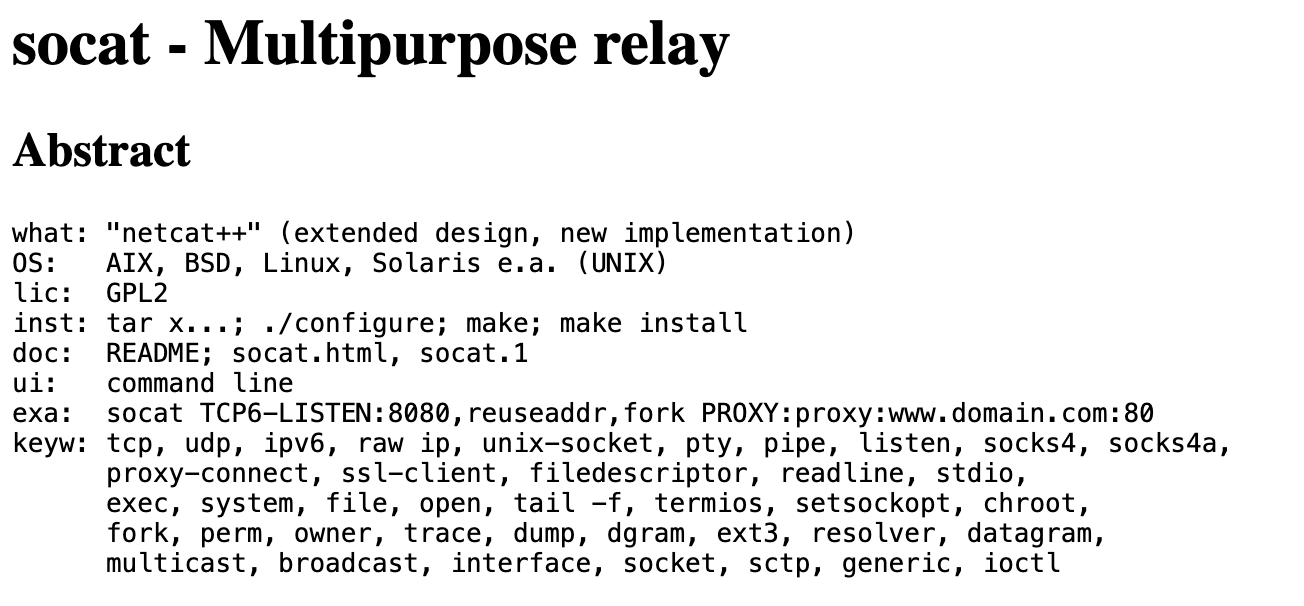 socat - Multipurpose relay
Abstract
what: "netcat++" (extended design, new implementation)
OS:   AIX, BSD, Linux, Solaris e.a. (UNIX)
lic:  GPL2
inst: tar x...; ./configure; make; make install
doc:  README; socat.html, socat.1
ui:   command line
exa:  socat TCP6-LISTEN:8080,reuseaddr,fork PROXY:proxy:www.domain.com:80
keyw: tcp, udp, ipv6, raw ip, unix-socket, pty, pipe, listen, socks4, socks4a,
      proxy-connect, ssl-client, filedescriptor, readline, stdio,
      exec, system, file, open, tail -f, termios, setsockopt, chroot,
      fork, perm, owner, trace, dump, dgram, ext3, resolver, datagram,
      multicast, broadcast, interface, socket, sctp, generic, ioctl